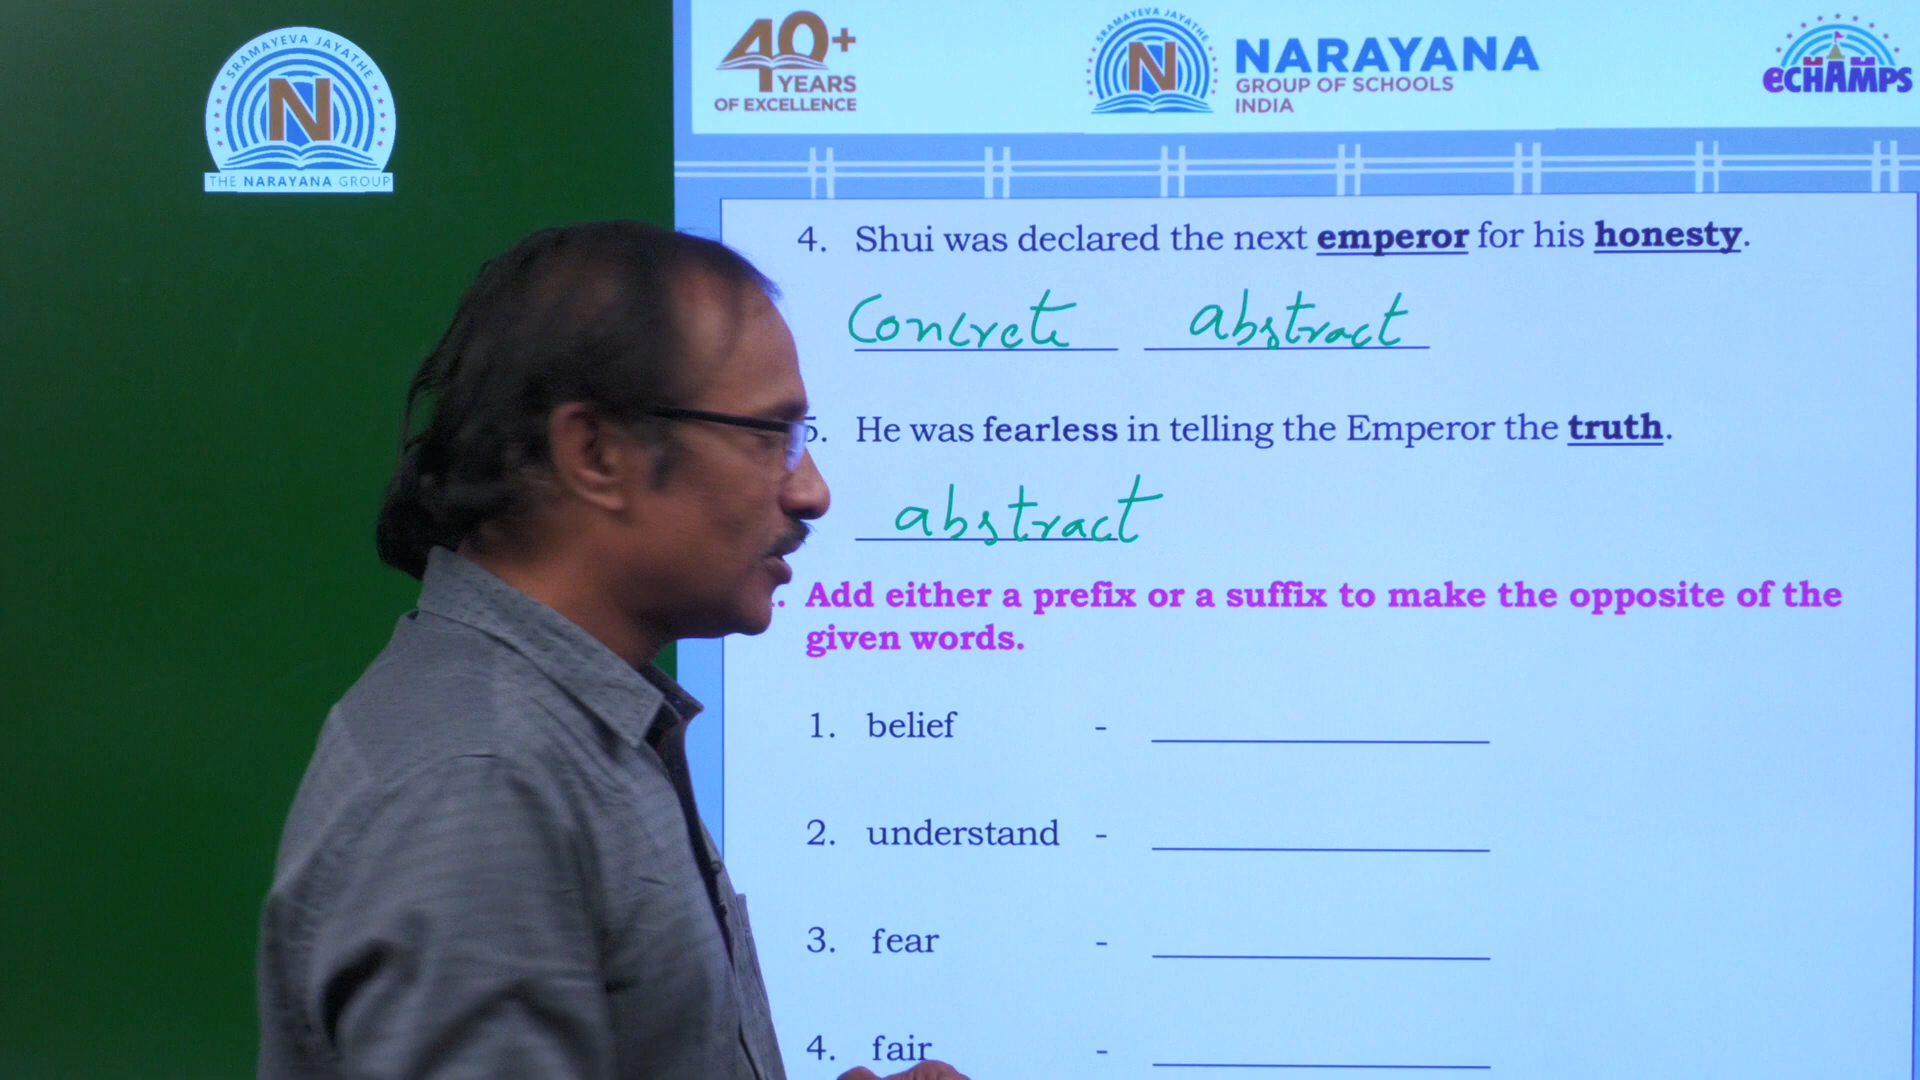 SRAMAYEVA JAYATHE
N
THE NARAYANA GROUP
40+
YEARS
OF EXCELLENCE
SRAMAYEVA JAYATHE
N
NARAYANA
GROUP OF SCHOOLS
INDIA
eCHAMPS
4. Shui was declared the next emperor for his honesty.
Concrete abstract
5. He was fearless in telling the Emperor the truth.
abstract
Add either a prefix or a suffix to make the opposite of the
given words.
1. belief - 
2. understand - 
3. fear - 
4. fair -